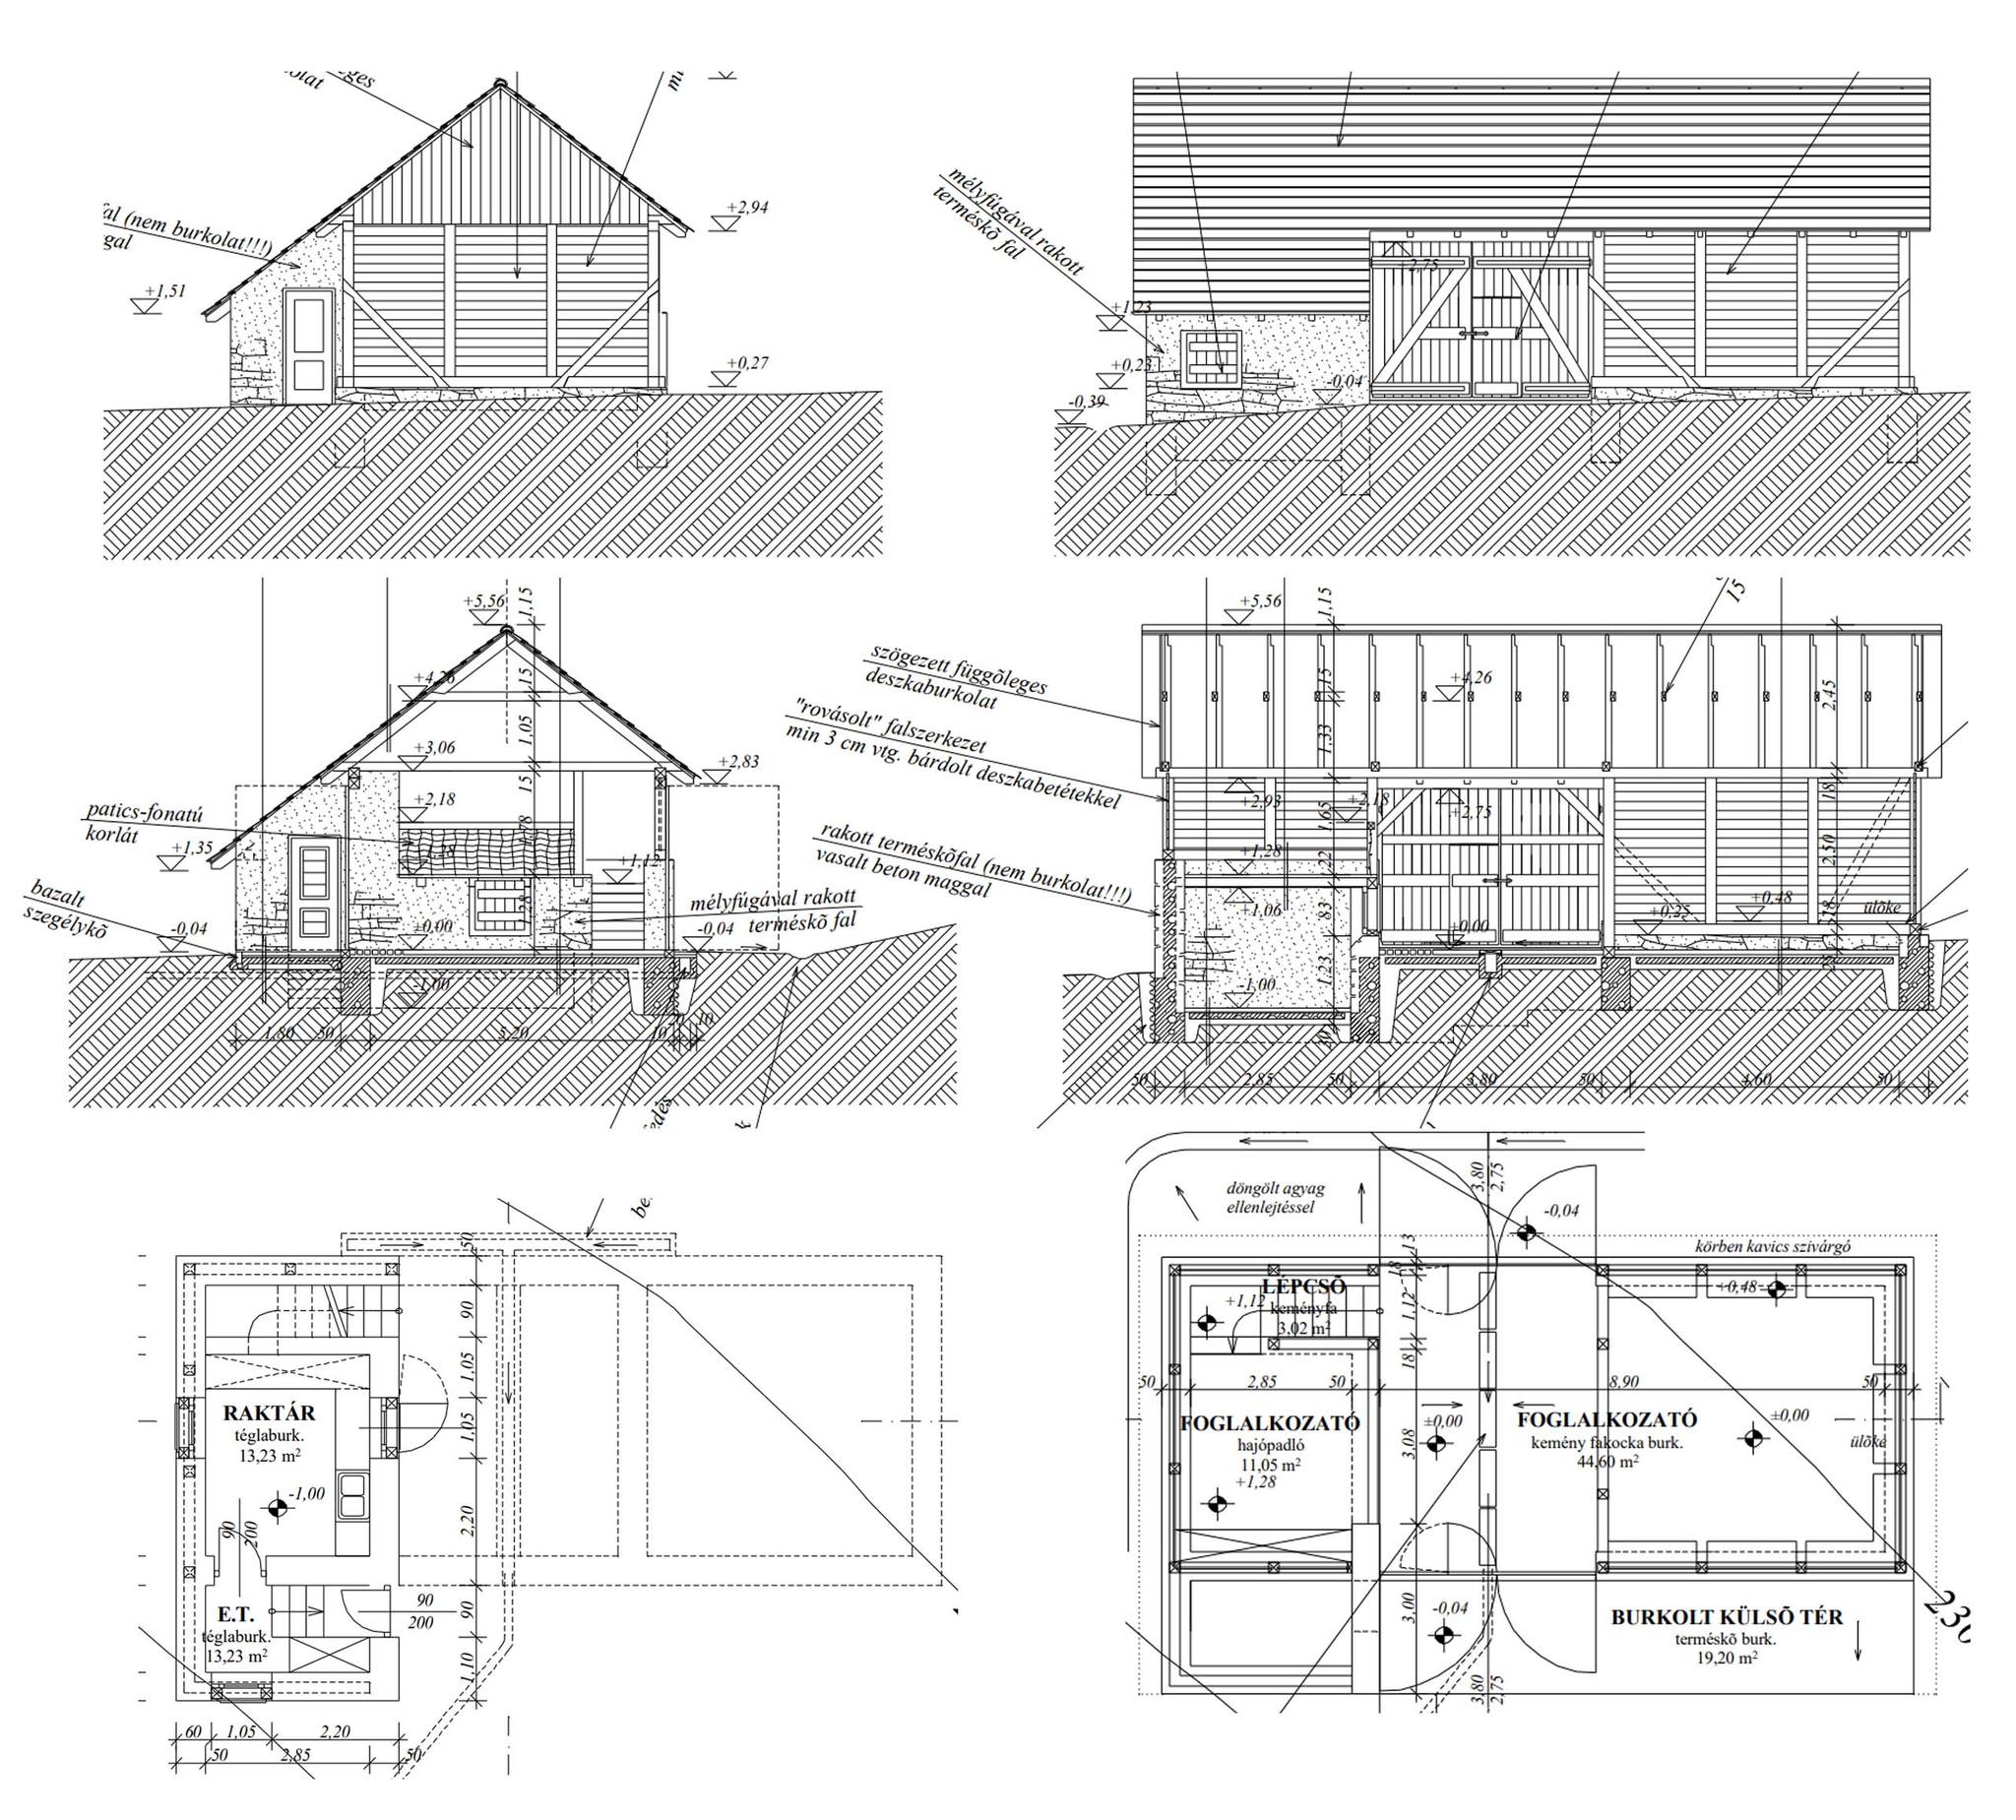 +2,94
al (nem burkolat!!!)
+1,51
+0,27
mélyfúgával rakott
terméskõ fal
+2,75
+1,23
+0,25
-0,04
-0,39
+5,56
1,15
+4,26
15
1,05
+3,06
+2,83
15
+2,18
patics-fonatú
korlát
+1,35
+1,12
bazalt
szegélykõ
mélyfúgával rakott
terméskõ fal
-0,04
±0,00
-0,04
-1,00
1,80
50
5,20
10
10
+5,56
1,15
15
szögezett függõleges
deszkaburkolat
15
+4,26
2,45
"rovásolt" falszerkezet
min 3 cm vtg. bárdolt deszkabetétekkel
1,33
+2,93
+2,18
+2,75
18
1,65
rakott terméskõfal (nem burkolat!!!)
vasalt beton maggal
+1,28
22
2,50
+1,06
83
±0,00
+0,25
+0,48
ülõke
-1,00
1,23
25
50
2,85
50
3,80
50
4,60
50
be
50
90
1,05
RAKTÁR
téglaburk.
13,23 m²
1,05
-1,00
90
200
2,20
E.T.
téglaburk.
13,23 m²
90
200
90
1,10
60
1,05
2,20
50
2,85
50
3,80
2,75
döngölt agyag
ellenlejtéssel
-0,04
körben kavics szivárgó
13
18
LÉPCSÕ
keményfa
3,02 m²
+1,12
1,12
+0,48
18
50
2,85
50
8,90
50
FOGLALKOZATÓ
hajópadló
11,05 m²
+1,28
±0,00
3,08
FOGLALKOZATÓ
kemény fakocka burk.
44,60 m²
±0,00
ülõke
3,00
-0,04
BURKOLT KÜLSÕ TÉR
terméskõ burk.
19,20 m²
3,80
2,75